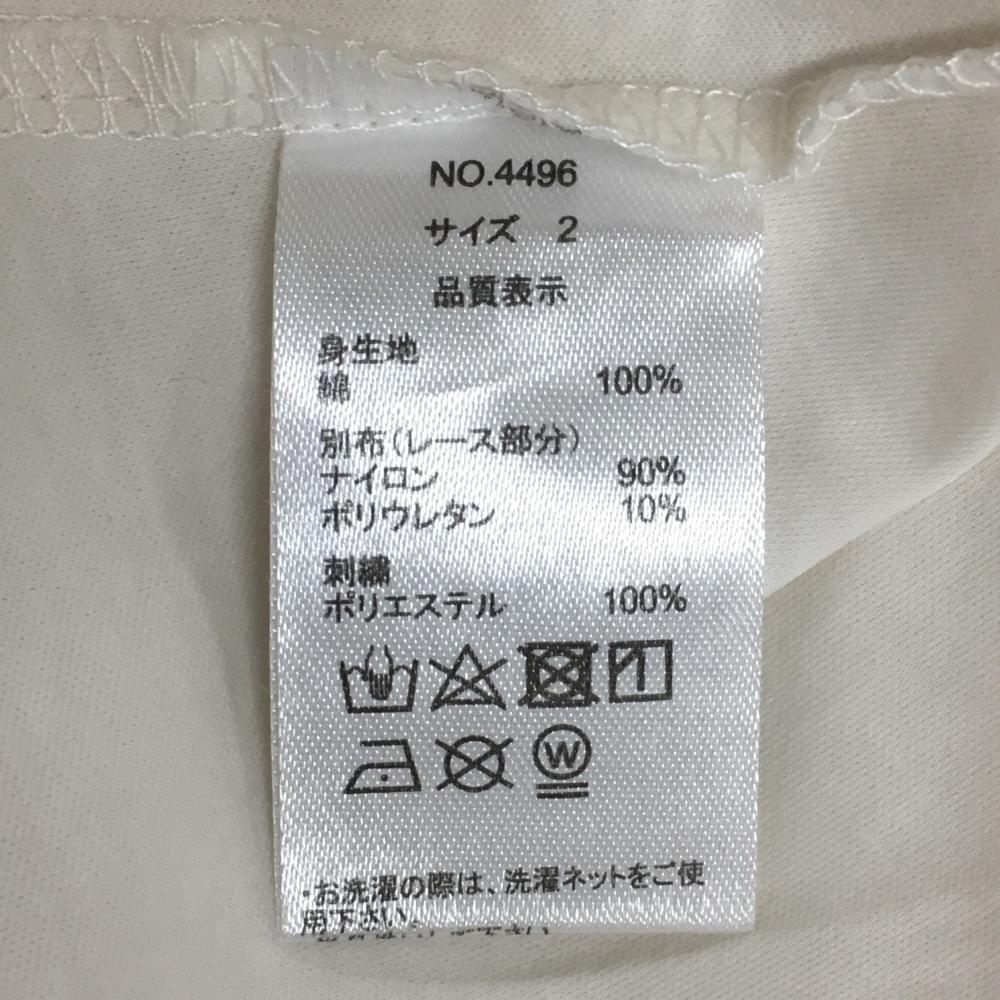 NO.4496
サイズ 2
品質表示
身生地
綿 100%
別布(レース部分)
ナイロン 90%
ポリウレタン 10%
刺繍
ポリエステル 100%
W
・お洗濯の際は、洗濯ネットをご使
用下さい。